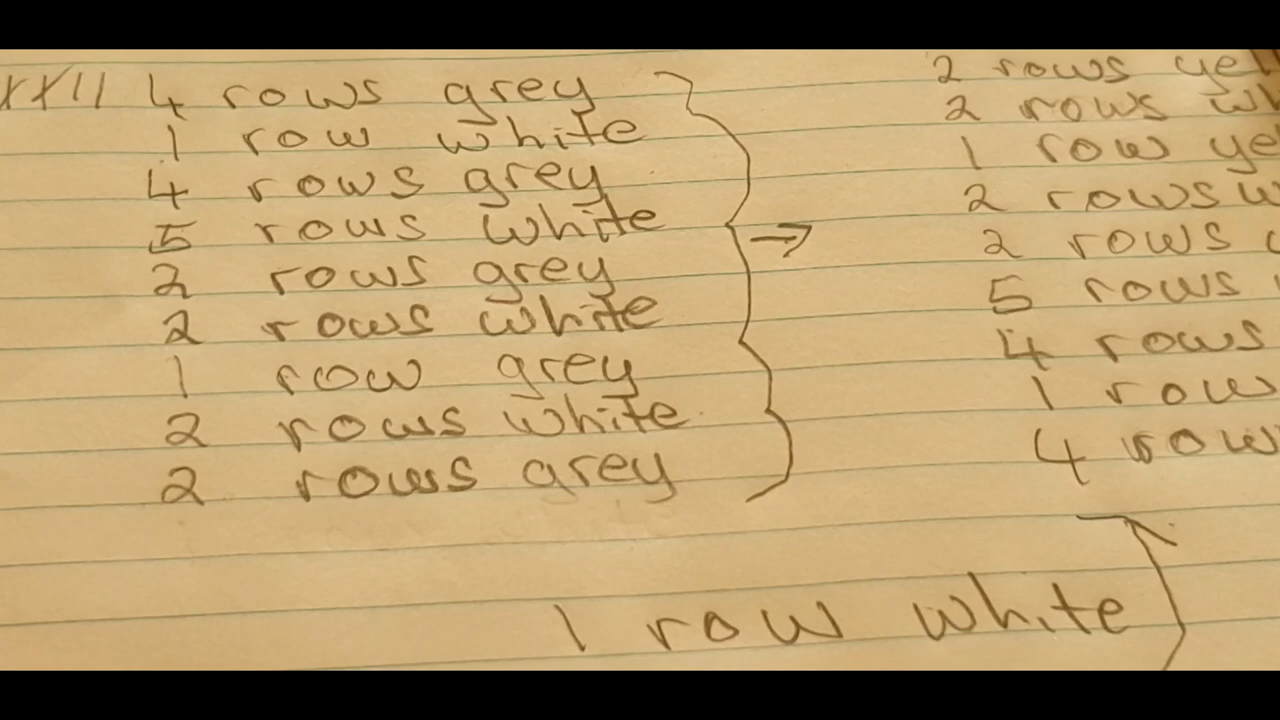 XXII 4 rows grey
1 row white
4 rows grey
5 rows white
2 rows grey
2 rows white
1 row grey
2 rows white
2 rows grey
→
2 rows
2 rows
1 row
2 rows
2 rows
5 rows
4 rows
1 row
4 row
1 row white